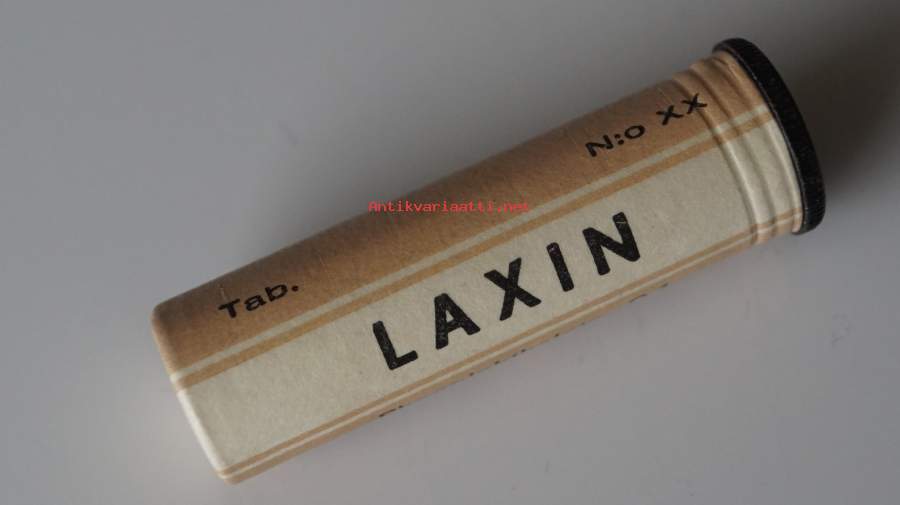 Tab.
N:o XX
LAXIN
Antikvariaatti.net